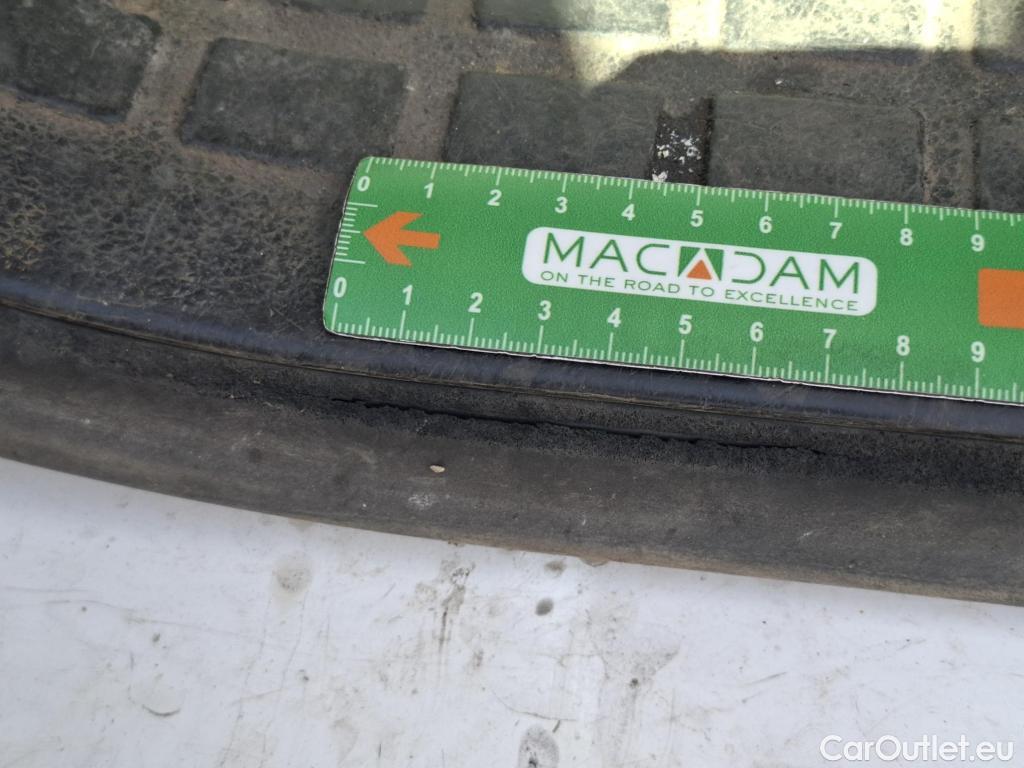 0 1 2 3 4 5 6 7 8 9
MACADAM
ON THE ROAD TO EXCELLENCE
0 1 2 3 4 5 6 7 8 9
CarOutlet.eu